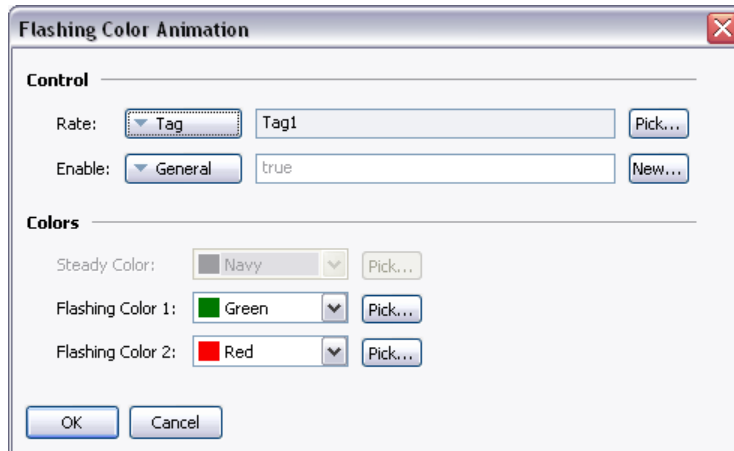 Flashing Color Animation
Control
Rate: Tag Tag1 Pick...
Enable: General true New...
Colors
Steady Color: Navy Pick...
Flashing Color 1: Green Pick...
Flashing Color 2: Red Pick...
OK Cancel